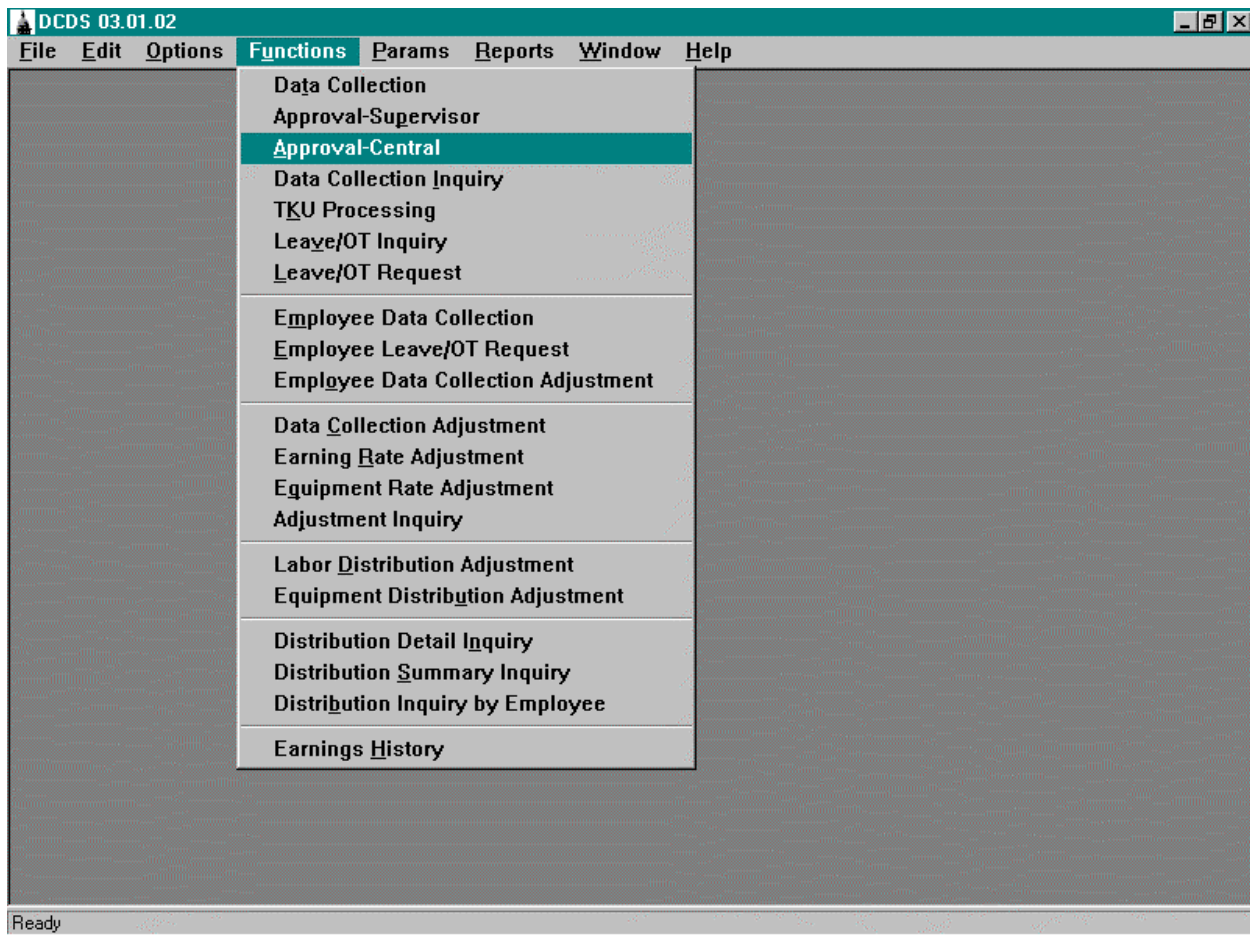 DCDS 03.01.02
File Edit Options Functions Params Reports Window Help
Data Collection
Approval-Supervisor
Approval-Central
Data Collection Inquiry
TKU Processing
Leave/OT Inquiry
Leave/OT Request
Employee Data Collection
Employee Leave/OT Request
Employee Data Collection Adjustment
Data Collection Adjustment
Earning Rate Adjustment
Equipment Rate Adjustment
Adjustment Inquiry
Labor Distribution Adjustment
Equipment Distribution Adjustment
Distribution Detail Inquiry
Distribution Summary Inquiry
Distribution Inquiry by Employee
Earnings History
Ready